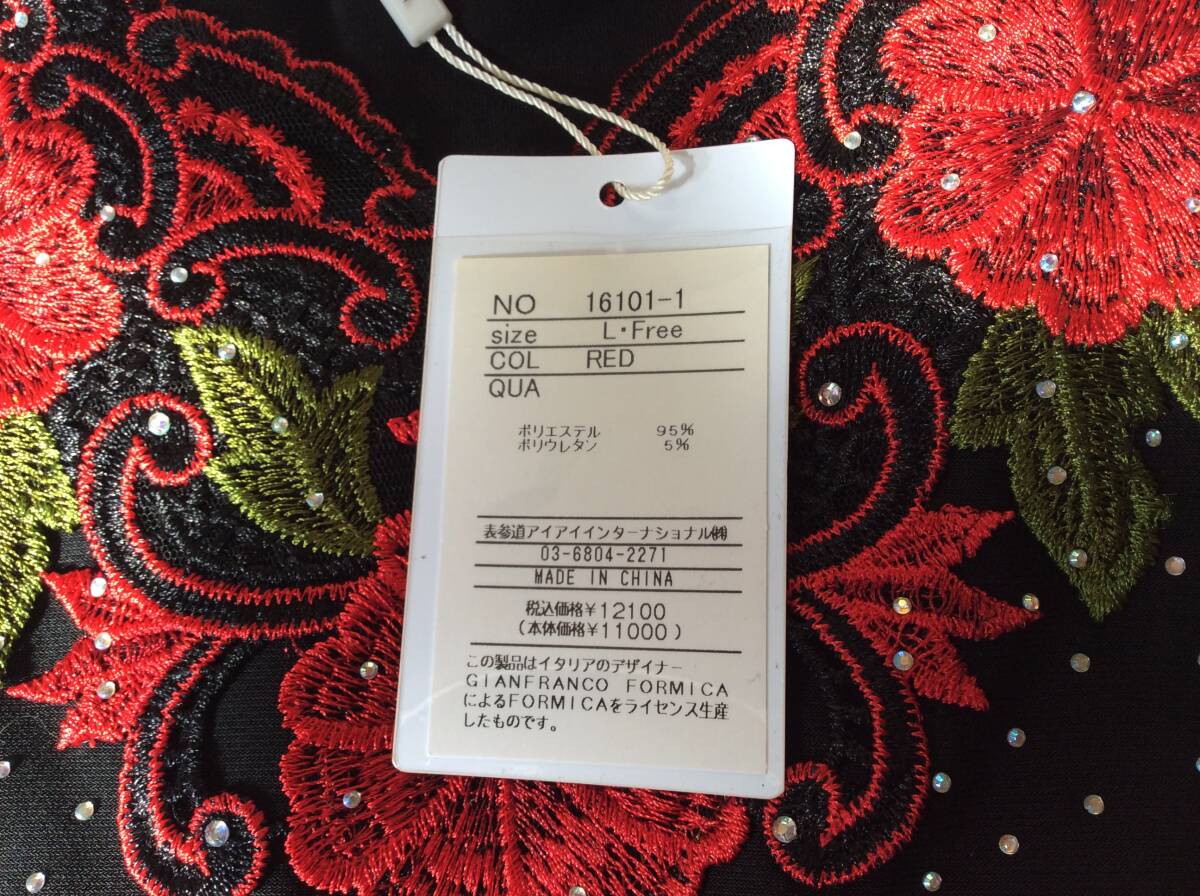 NO 16101-1
size L・Free
COL RED
QUA
ポリエステル 95%
ポリウレタン 5%
表参道アイアイインターナショナル㈱
03-6804-2271
MADE IN CHINA
税込価格¥12100
(本体価格¥11000)
この製品はイタリアのデザイナー
GIANFRANCO FORMICA
によるFORMICAをライセンス生産
したものです。